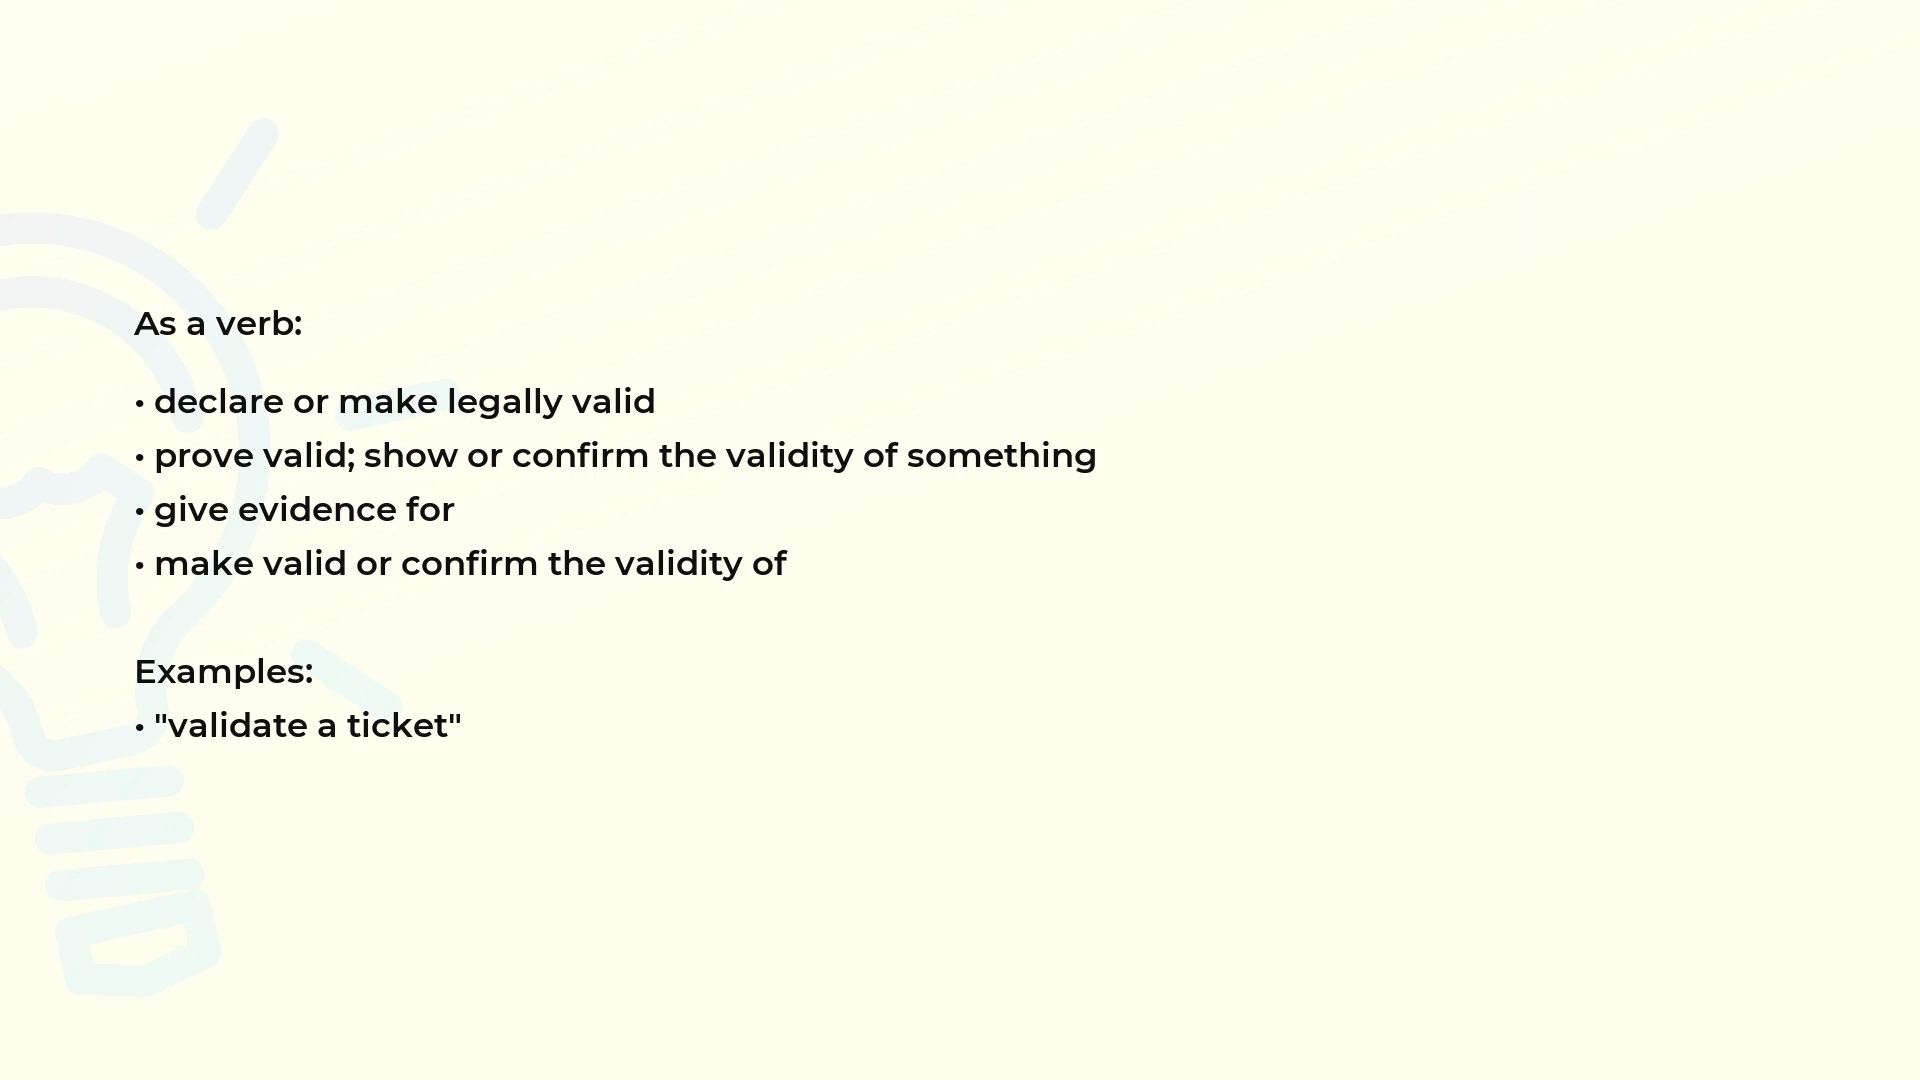 As a verb:
• declare or make legally valid
• prove valid; show or confirm the validity of something
• give evidence for
• make valid or confirm the validity of
Examples:
• "validate a ticket"